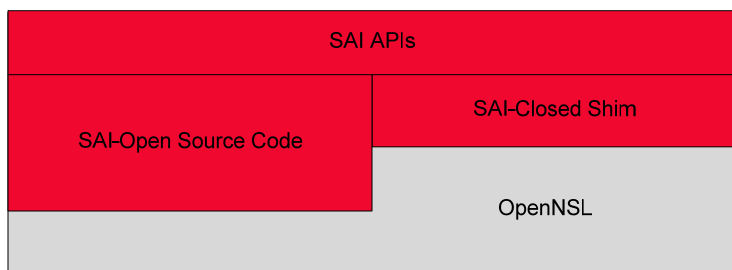 SAI APIs
SAI-Open Source Code
SAI-Closed Shim
OpenNSL